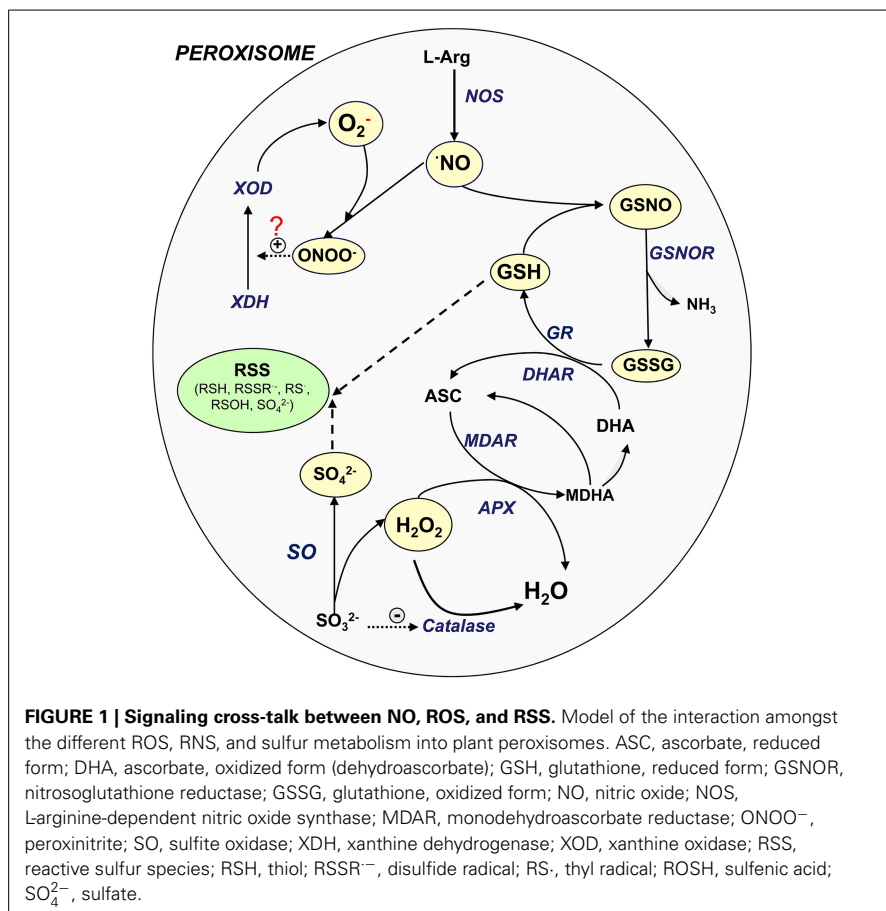 PEROXISOME
L-Arg
NOS
O₂⁻
˙NO
XOD
GSNO
?
+
ONOO⁻
GSNOR
GSH
XDH
NH₃
GR
RSS
(RSH, RSSR˙⁻, RS˙,
RSOH, SO₄²⁻)
GSSG
DHAR
ASC
DHA
MDAR
SO₄²⁻
MDHA
H₂O₂
APX
SO
H₂O
SO₃²⁻
-
Catalase
FIGURE 1 | Signaling cross-talk between NO, ROS, and RSS. Model of the interaction amongst
the different ROS, RNS, and sulfur metabolism into plant peroxisomes. ASC, ascorbate, reduced
form; DHA, ascorbate, oxidized form (dehydroascorbate); GSH, glutathione, reduced form; GSNOR,
nitrosoglutathione reductase; GSSG, glutathione, oxidized form; NO, nitric oxide; NOS,
L-arginine-dependent nitric oxide synthase; MDAR, monodehydroascorbate reductase; ONOO⁻,
peroxinitrite; SO, sulfite oxidase; XDH, xanthine dehydrogenase; XOD, xanthine oxidase; RSS,
reactive sulfur species; RSH, thiol; RSSR·⁻, disulfide radical; RS·, thyl radical; ROSH, sulfenic acid;
SO₄²⁻, sulfate.